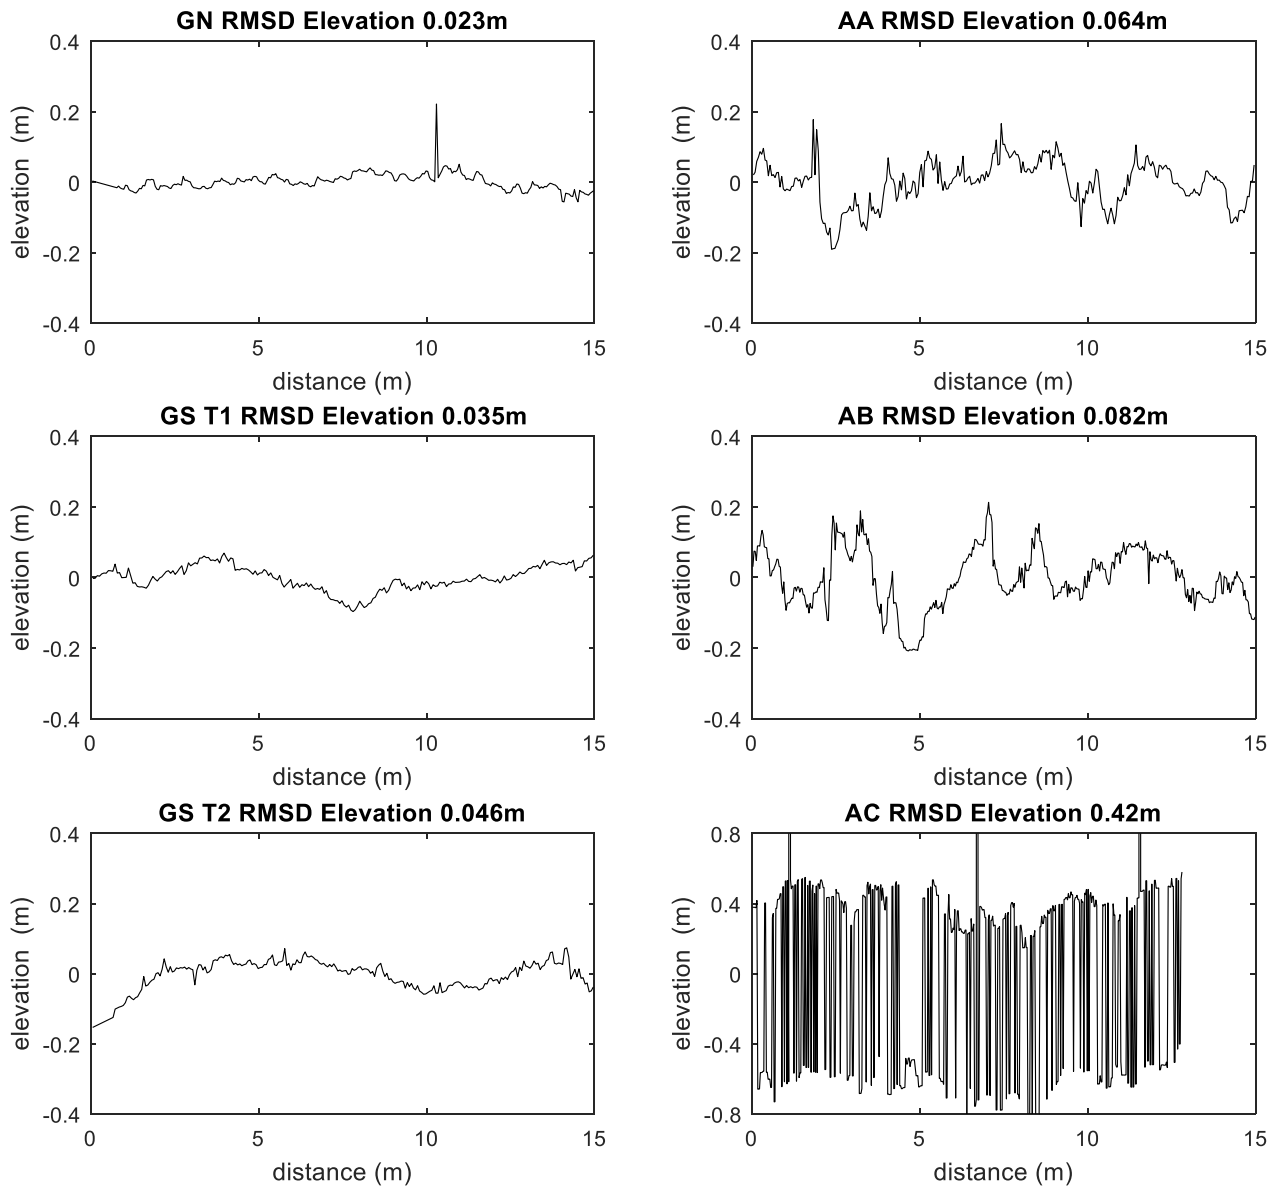 GN RMSD Elevation 0.023m
0.4
0.2
0
-0.2
-0.4
elevation (m)
0 5 10 15
distance (m)
AA RMSD Elevation 0.064m
0.4
0.2
0
-0.2
-0.4
elevation (m)
0 5 10 15
distance (m)
GS T1 RMSD Elevation 0.035m
0.4
0.2
0
-0.2
-0.4
elevation (m)
0 5 10 15
distance (m)
AB RMSD Elevation 0.082m
0.4
0.2
0
-0.2
-0.4
elevation (m)
0 5 10 15
distance (m)
GS T2 RMSD Elevation 0.046m
0.4
0.2
0
-0.2
-0.4
elevation (m)
0 5 10 15
distance (m)
AC RMSD Elevation 0.42m
0.8
0.4
0
-0.4
-0.8
elevation (m)
0 5 10 15
distance (m)